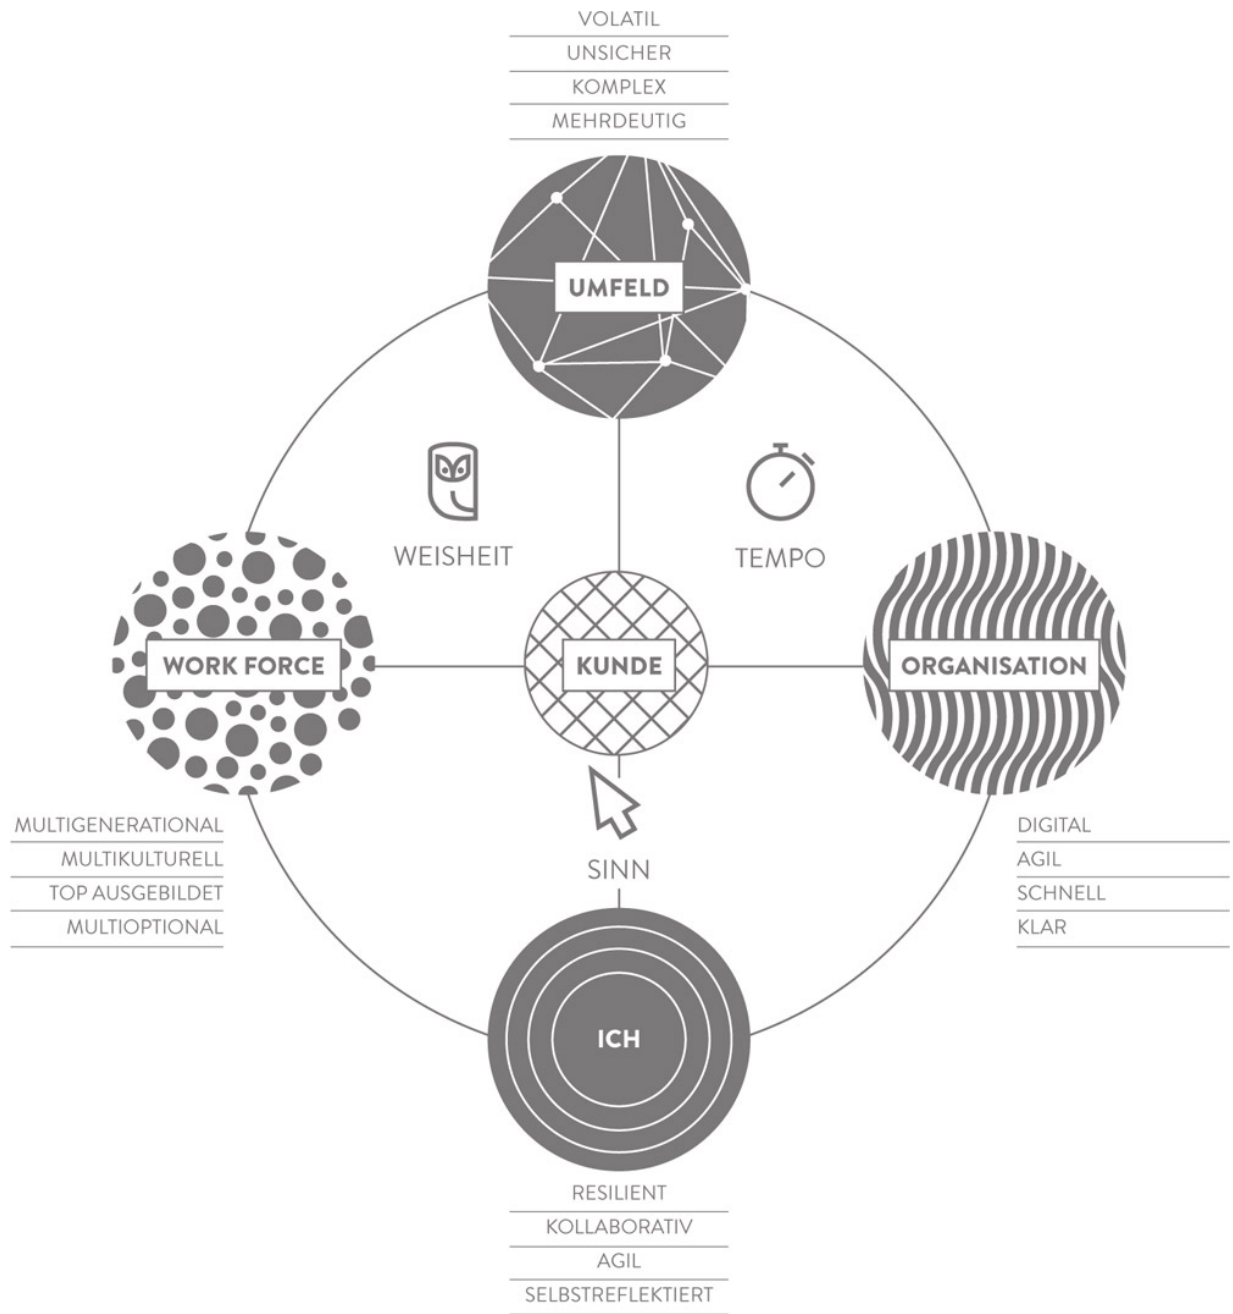 VOLATIL
UNSICHER
KOMPLEX
MEHRDEUTIG
UMFELD
WEISHEIT
TEMPO
WORK FORCE
KUNDE
ORGANISATION
MULTIGENERATIONAL
MULTIKULTURELL
TOP AUSGEBILDET
MULTIOPTIONAL
DIGITAL
AGIL
SCHNELL
KLAR
SINN
ICH
RESILIENT
KOLLABORATIV
AGIL
SELBSTREFLEKTIERT